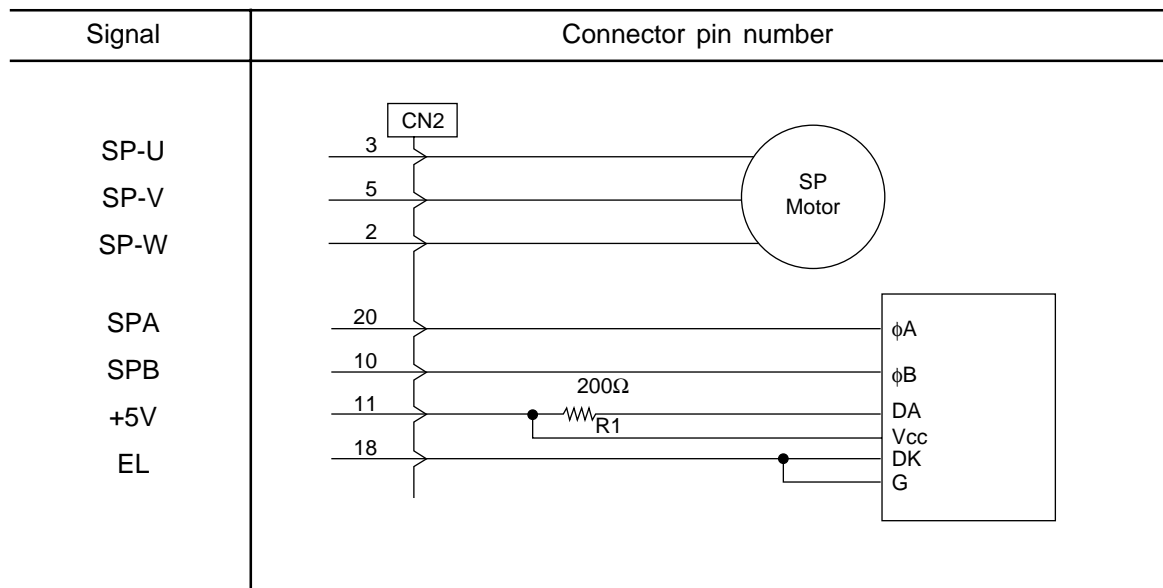 Signal Connector pin number
CN2
SP-U 3
SP-V 5
SP-W 2
SP
Motor
SPA 20 ϕA
SPB 10 ϕB
200Ω
+5V 11 DA
R1
Vcc
EL 18 DK
G